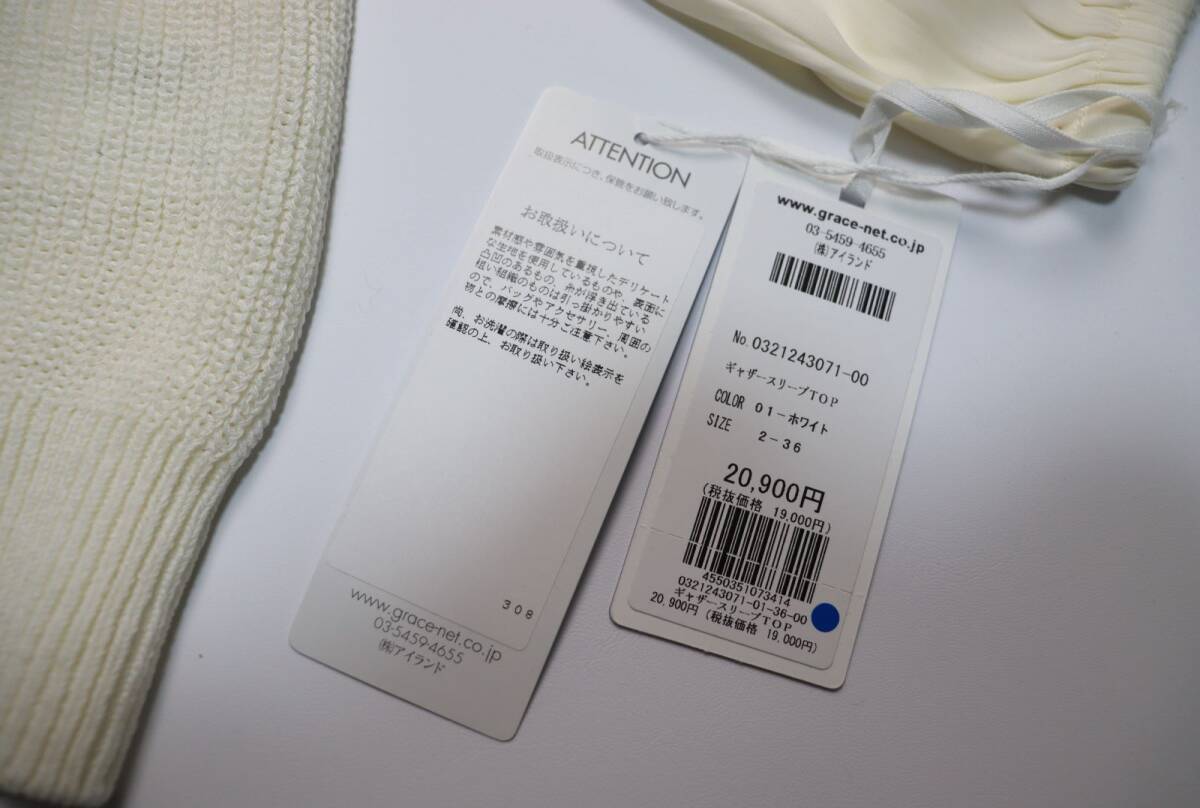 ATTENTION
取扱表示につき、保管をお願い致します。
お取扱いについて
素材感や雰囲気を重視したデリケート
な生地を使用しているものや、表面に
凸凹のあるもの、糸が浮き出ている
粗い組織のものは引っ掛かりやすい
ので、バッグやアクセサリー、周囲の
物との摩擦には十分ご注意下さい。
尚、お洗濯の際は取り扱い絵表示を
確認の上、お取り扱い下さい。
308
www.grace-net.co.jp
03-5459-4655
(株)アイランド
www.grace-net.co.jp
03-5459-4655
(株)アイランド
No.0321243071-00
ギャザースリーブTOP
COLOR 01-ホワイト
SIZE 2-36
20,900円
(税抜価格 19,000円)
4550351073414
0321243071-01-36-00
ギャザースリーブTOP
20,900円 (税抜価格 19,000円)